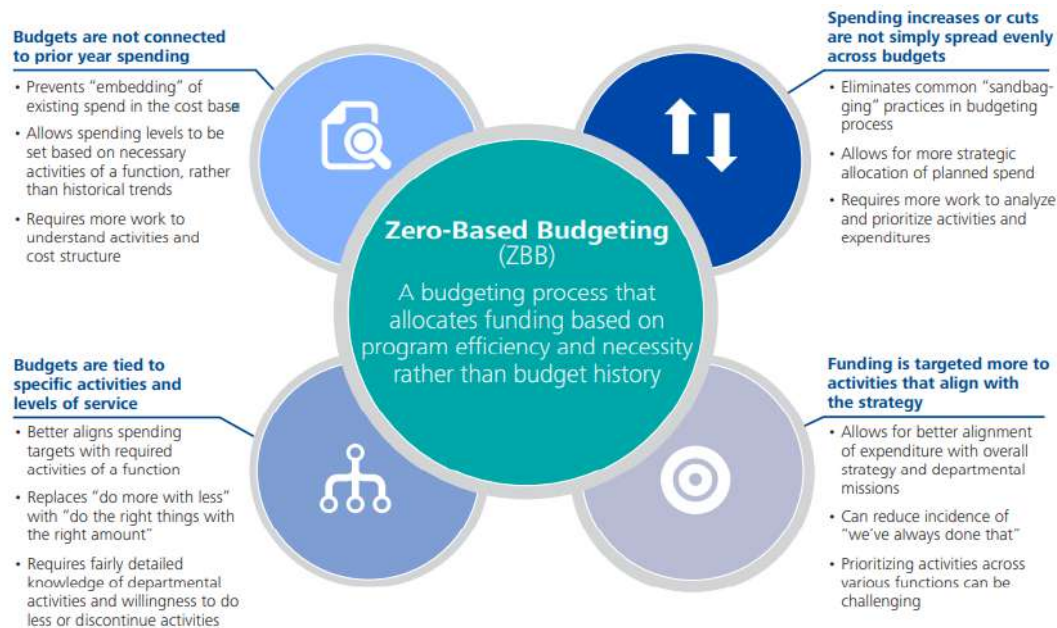 Budgets are not connected
to prior year spending
• Prevents “embedding” of
existing spend in the cost base
• Allows spending levels to be
set based on necessary
activities of a function, rather
than historical trends
• Requires more work to
understand activities and
cost structure
Spending increases or cuts
are not simply spread evenly
across budgets
• Eliminates common “sandbag-
ging” practices in budgeting
process
• Allows for more strategic
allocation of planned spend
• Requires more work to analyze
and prioritize activities and
expenditures
Zero-Based Budgeting
(ZBB)
A budgeting process that
allocates funding based on
program efficiency and necessity
rather than budget history
Budgets are tied to
specific activities and
levels of service
• Better aligns spending
targets with required
activities of a function
• Replaces “do more with less”
with “do the right things with
the right amount”
• Requires fairly detailed
knowledge of departmental
activities and willingness to do
less or discontinue activities
Funding is targeted more to
activities that align with
the strategy
• Allows for better alignment
of expenditure with overall
strategy and departmental
missions
• Can reduce incidence of
“we’ve always done that”
• Prioritizing activities across
various functions can be
challenging